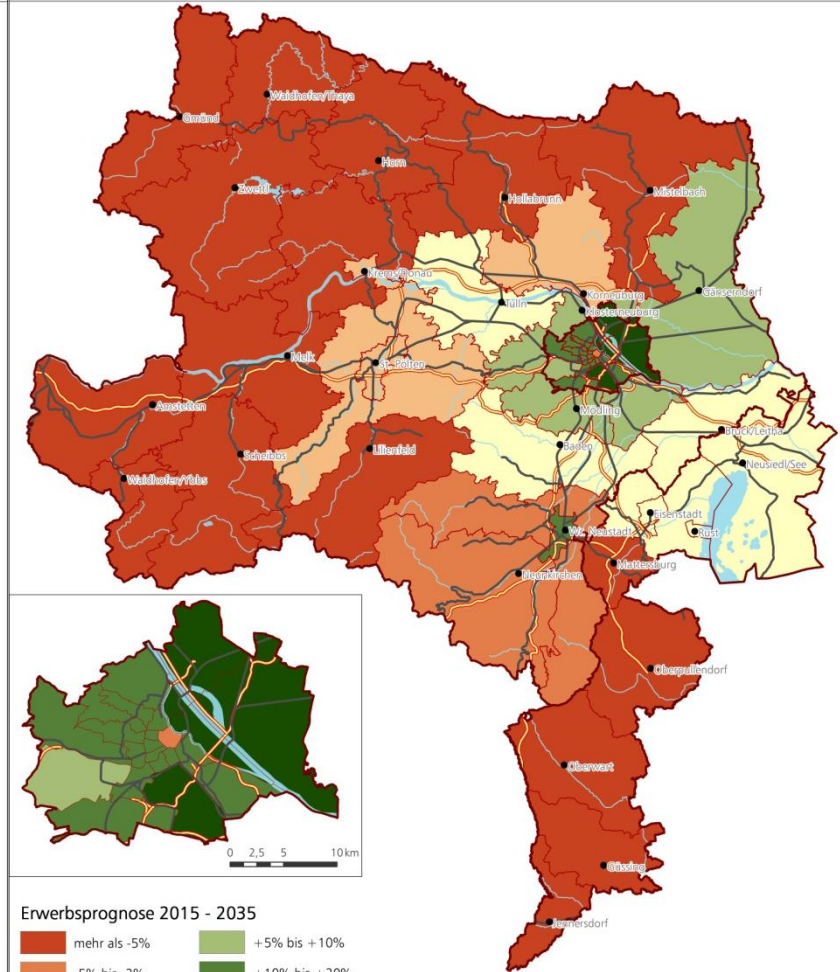 Waidhofen/Thaya
Gmünd
Horn
Zwettl
Mistelbach
Hollabrunn
Krems/Donau
Gänserndorf
Korneuburg
Tulln
Klosterneuburg
Melk
St. Pölten
Amstetten
Mödling
Bruck/Leitha
Baden
Lilienfeld
Scheibbs
Neusiedl/See
Waidhofen/Ybbs
Eisenstadt
Wr. Neustadt
Rust
Mattersburg
Neunkirchen
Oberpullendorf
Oberwart
0 2,5 5 10 km
Güssing
Erwerbsprognose 2015 - 2035
Jennersdorf
mehr als -5% +5% bis +10%